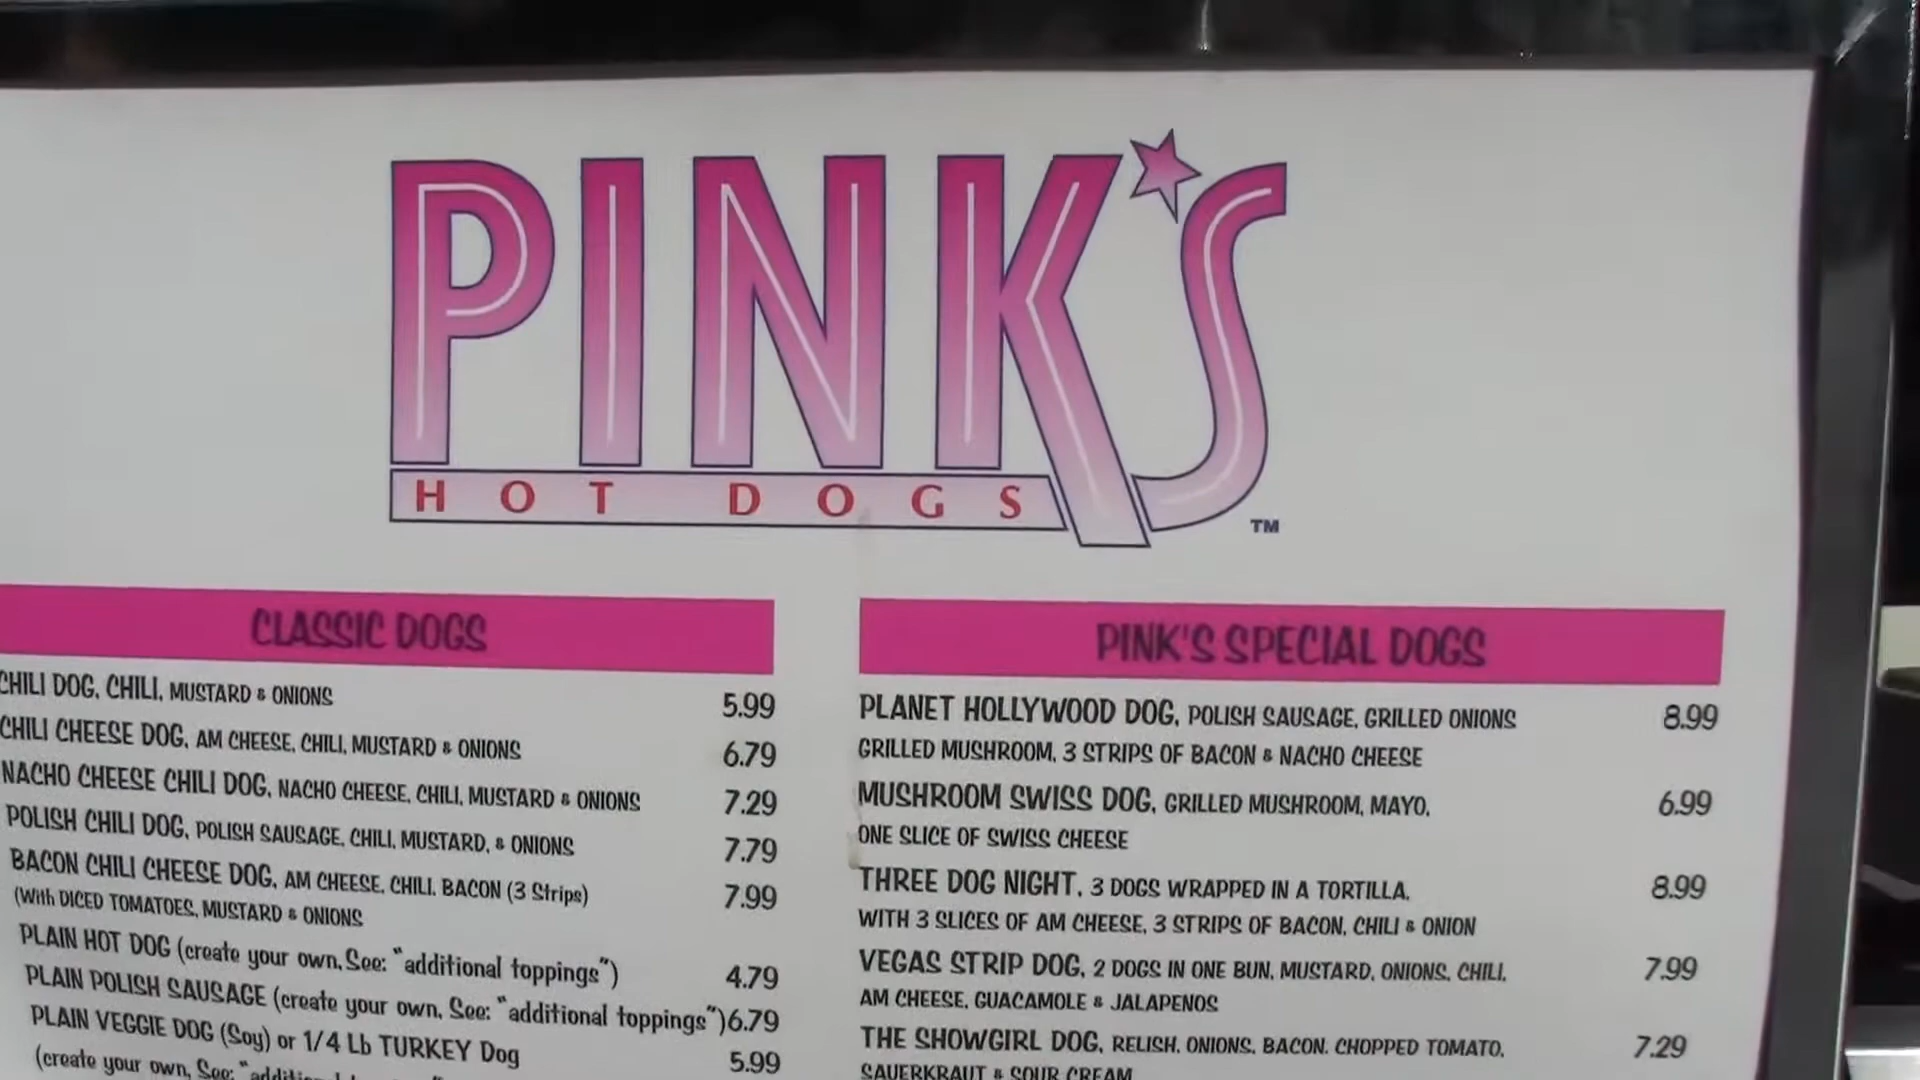 PINK'S
HOT DOGS
TM
CLASSIC DOGS
CHILI DOG, CHILI, MUSTARD & ONIONS 5.99
CHILI CHEESE DOG, AM CHEESE, CHILI, MUSTARD & ONIONS 6.79
NACHO CHEESE CHILI DOG, NACHO CHEESE, CHILI, MUSTARD & ONIONS 7.29
POLISH CHILI DOG, POLISH SAUSAGE, CHILI, MUSTARD, & ONIONS 7.79
BACON CHILI CHEESE DOG, AM CHEESE, CHILI, BACON (3 Strips) 7.99
(With DICED TOMATOES, MUSTARD & ONIONS
PLAIN HOT DOG (create your own, See: "additional toppings") 4.79
PLAIN POLISH SAUSAGE (create your own, See: "additional toppings") 6.79
PLAIN VEGGIE DOG (Soy) or 1/4 Lb TURKEY Dog 5.99
(create your own, See:
PINK'S SPECIAL DOGS
PLANET HOLLYWOOD DOG, POLISH SAUSAGE, GRILLED ONIONS 8.99
GRILLED MUSHROOM, 3 STRIPS OF BACON & NACHO CHEESE
MUSHROOM SWISS DOG, GRILLED MUSHROOM, MAYO, 6.99
ONE SLICE OF SWISS CHEESE
THREE DOG NIGHT, 3 DOGS WRAPPED IN A TORTILLA, 8.99
WITH 3 SLICES OF AM CHEESE, 3 STRIPS OF BACON, CHILI & ONION
VEGAS STRIP DOG, 2 DOGS IN ONE BUN, MUSTARD, ONIONS, CHILI, 7.99
AM CHEESE, GUACAMOLE & JALAPENOS
THE SHOWGIRL DOG, RELISH, ONIONS, BACON, CHOPPED TOMATO, 7.29
SAUERKRAUT & SOUR CREAM